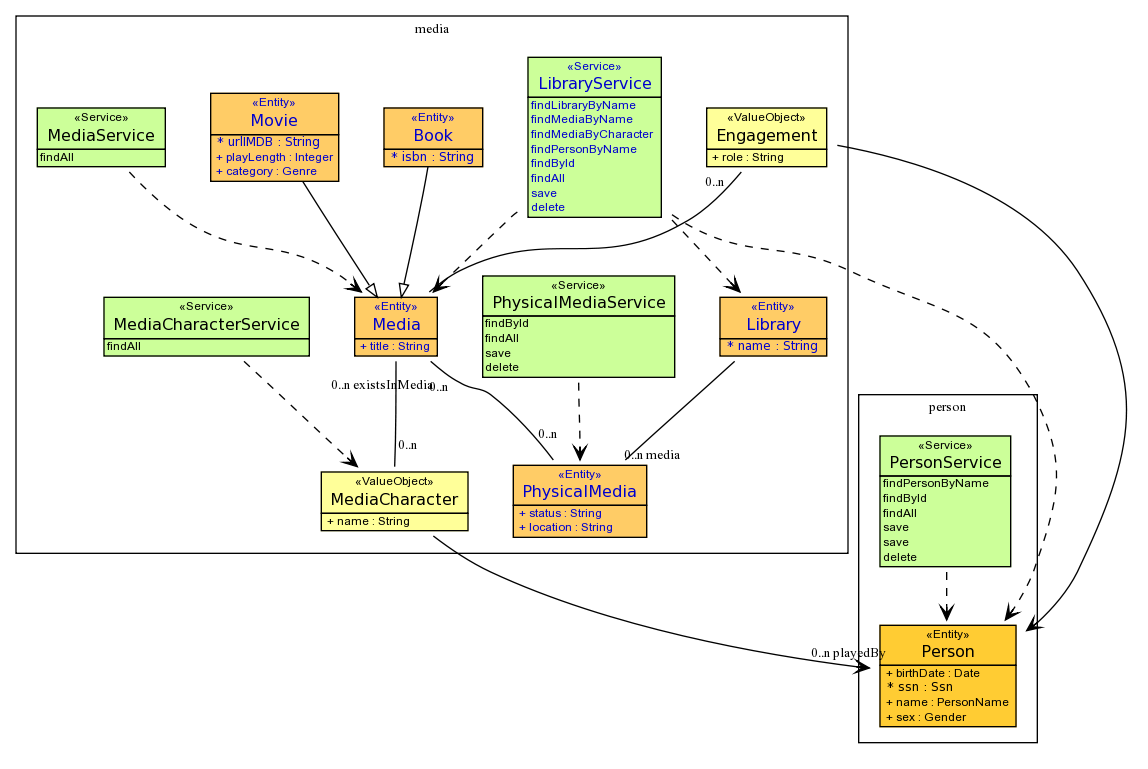 media
«Service»
MediaService
findAll
«Entity»
Movie
* urlIMDB : String
+ playLength : Integer
+ category : Genre
«Entity»
Book
* isbn : String
«Service»
LibraryService
findLibraryByName
findMediaByName
findMediaByCharacter
findPersonByName
findById
findAll
save
delete
«ValueObject»
Engagement
+ role : String
0..n
«Service»
MediaCharacterService
findAll
«Entity»
Media
+ title : String
«Service»
PhysicalMediaService
findById
findAll
save
delete
«Entity»
Library
* name : String
0..n existsInMedia
0..n
0..n
0..n
0..n media
«ValueObject»
MediaCharacter
+ name : String
«Entity»
PhysicalMedia
+ status : String
+ location : String
person
«Service»
PersonService
findPersonByName
findById
findAll
save
save
delete
0..n playedBy
«Entity»
Person
+ birthDate : Date
* ssn : Ssn
+ name : PersonName
+ sex : Gender